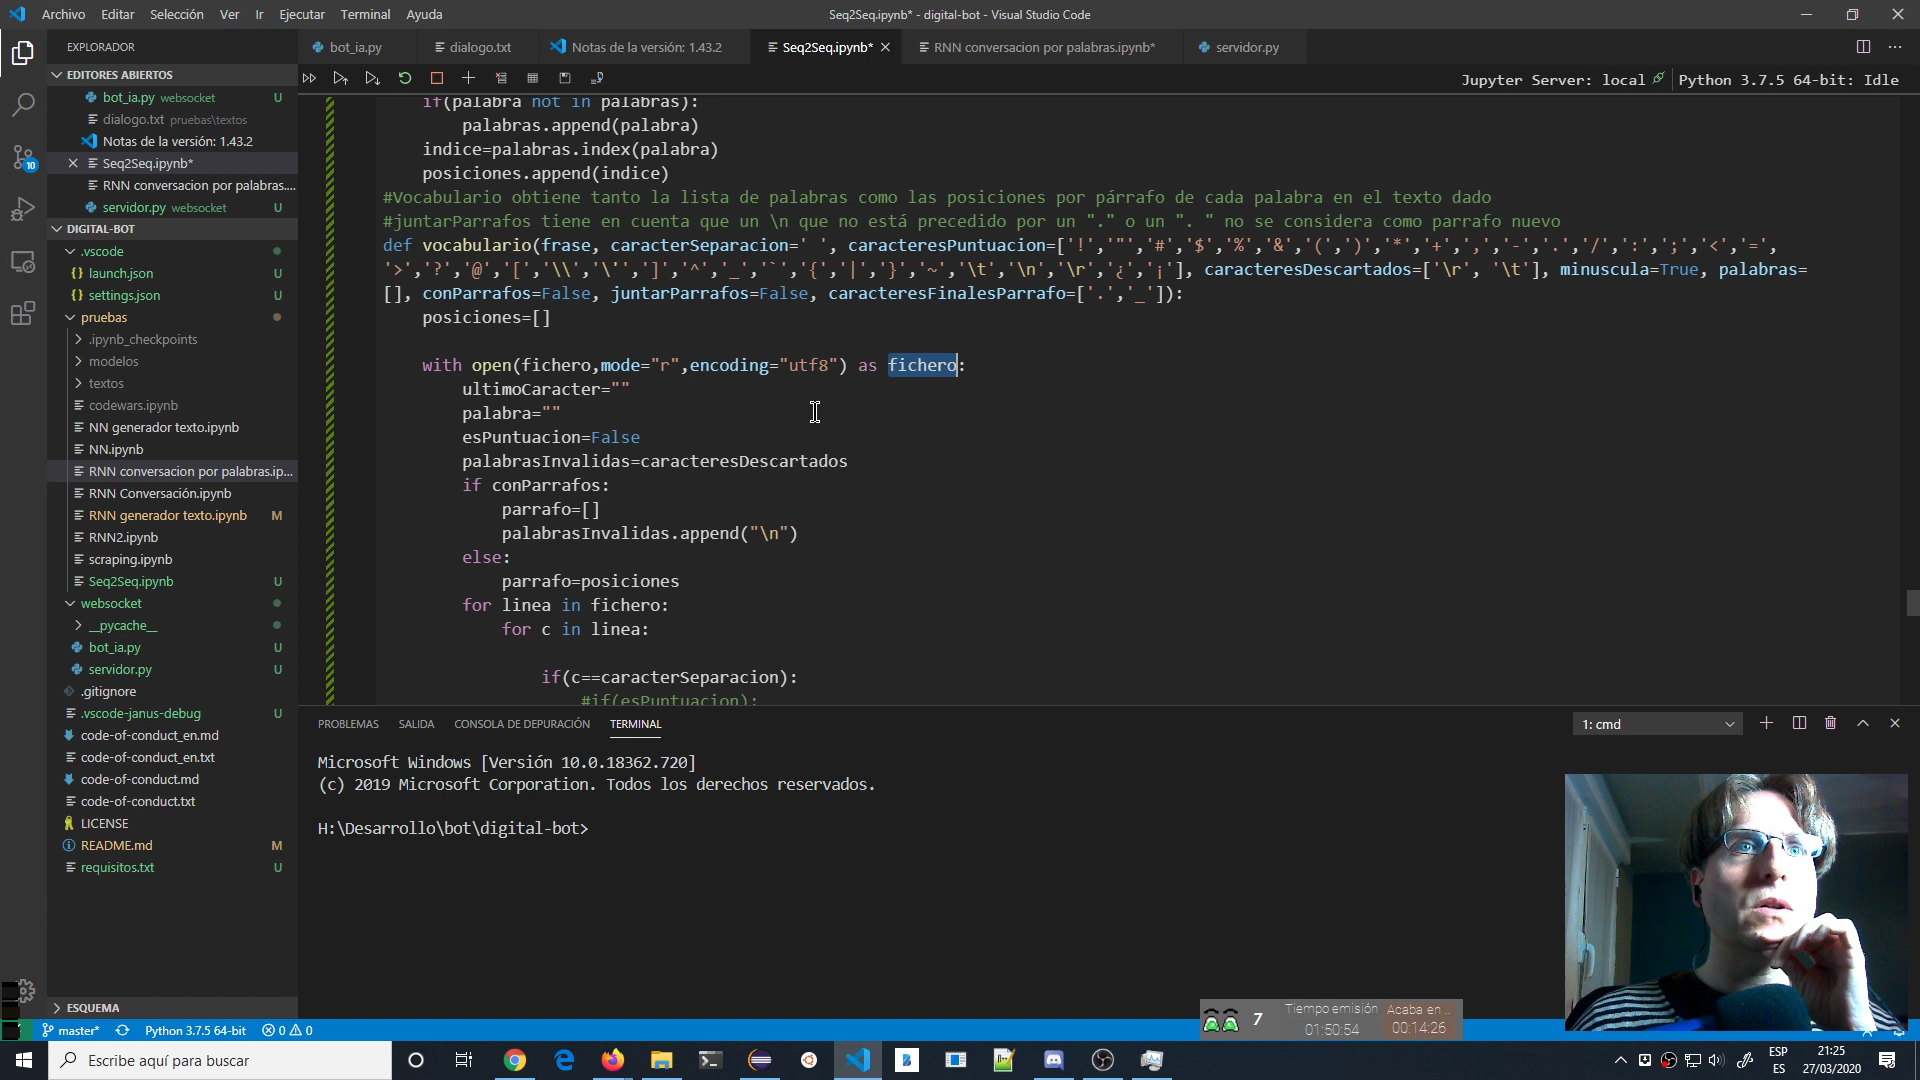 Archivo Editar Selección Ver Ir Ejecutar Terminal Ayuda
Seq2Seq.ipynb* - digital-bot - Visual Studio Code
EXPLORADOR
EDITORES ABIERTOS
bot_ia.py websocket U
dialogo.txt pruebas\textos
Notas de la versión: 1.43.2
Seq2Seq.ipynb*
RNN conversacion por palabras....
servidor.py websocket U
DIGITAL-BOT
.vscode
launch.json U
settings.json U
pruebas
.ipynb_checkpoints
modelos
textos
codewars.ipynb
NN generador texto.ipynb
NN.ipynb
RNN conversacion por palabras.ip...
RNN Conversación.ipynb
RNN generador texto.ipynb M
RNN2.ipynb
scraping.ipynb
Seq2Seq.ipynb U
websocket
__pycache__
bot_ia.py U
servidor.py U
.gitignore
.vscode-janus-debug U
code-of-conduct_en.md
code-of-conduct_en.txt
code-of-conduct.md
code-of-conduct.txt
LICENSE
README.md M
requisitos.txt U
ESQUEMA
bot_ia.py
dialogo.txt
Notas de la versión: 1.43.2
Seq2Seq.ipynb*
RNN conversacion por palabras.ipynb*
servidor.py
Jupyter Server: local
Python 3.7.5 64-bit: Idle
if(palabra not in palabras):
palabras.append(palabra)
indice=palabras.index(palabra)
posiciones.append(indice)
#Vocabulario obtiene tanto la lista de palabras como las posiciones por párrafo de cada palabra en el texto dado
#juntarParrafos tiene en cuenta que un \n que no está precedido por un "." o un ". " no se considera como parrafo nuevo
def vocabulario(frase, caracterSeparacion=' ', caracteresPuntuacion=['!','"','#','$','%','&','(',')','*','+',',','-','.','/',':',';','<','=',
'>','?','@','[','\\','\'',']','^','_','`','{','|','}','~','\t','\n','\r','¿','¡'], caracteresDescartados=['\r', '\t'], minuscula=True, palabras=
[], conParrafos=False, juntarParrafos=False, caracteresFinalesParrafo=['.','_']):
posiciones=[]
with open(fichero,mode="r",encoding="utf8") as fichero:
ultimoCaracter=""
palabra=""
esPuntuacion=False
palabrasInvalidas=caracteresDescartados
if conParrafos:
parrafo=[]
palabrasInvalidas.append("\n")
else:
parrafo=posiciones
for linea in fichero:
for c in linea:
if(c==caracterSeparacion):
#if(esPuntuacion):
PROBLEMAS SALIDA CONSOLA DE DEPURACIÓN TERMINAL
1: cmd
Microsoft Windows [Versión 10.0.18362.720]
(c) 2019 Microsoft Corporation. Todos los derechos reservados.
H:\Desarrollo\bot\digital-bot>
7
Tiempo emisión
01:50:54
Acaba en ..
00:14:26
10
master*
Python 3.7.5 64-bit
0 0
Escribe aquí para buscar
ESP
ES
21:25
27/03/2020